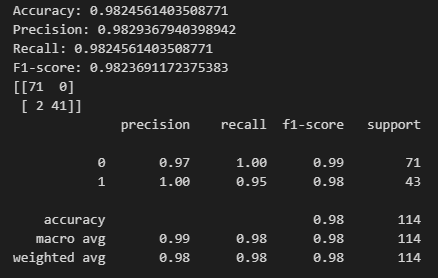 Accuracy: 0.9824561403508771
Precision: 0.9829367940398942
Recall: 0.9824561403508771
F1-score: 0.9823691172375383
[[71  0]
 [ 2 41]]
              precision    recall  f1-score   support

           0       0.97      1.00      0.99        71
           1       1.00      0.95      0.98        43

    accuracy                           0.98       114
   macro avg       0.99      0.98      0.98       114
weighted avg       0.98      0.98      0.98       114